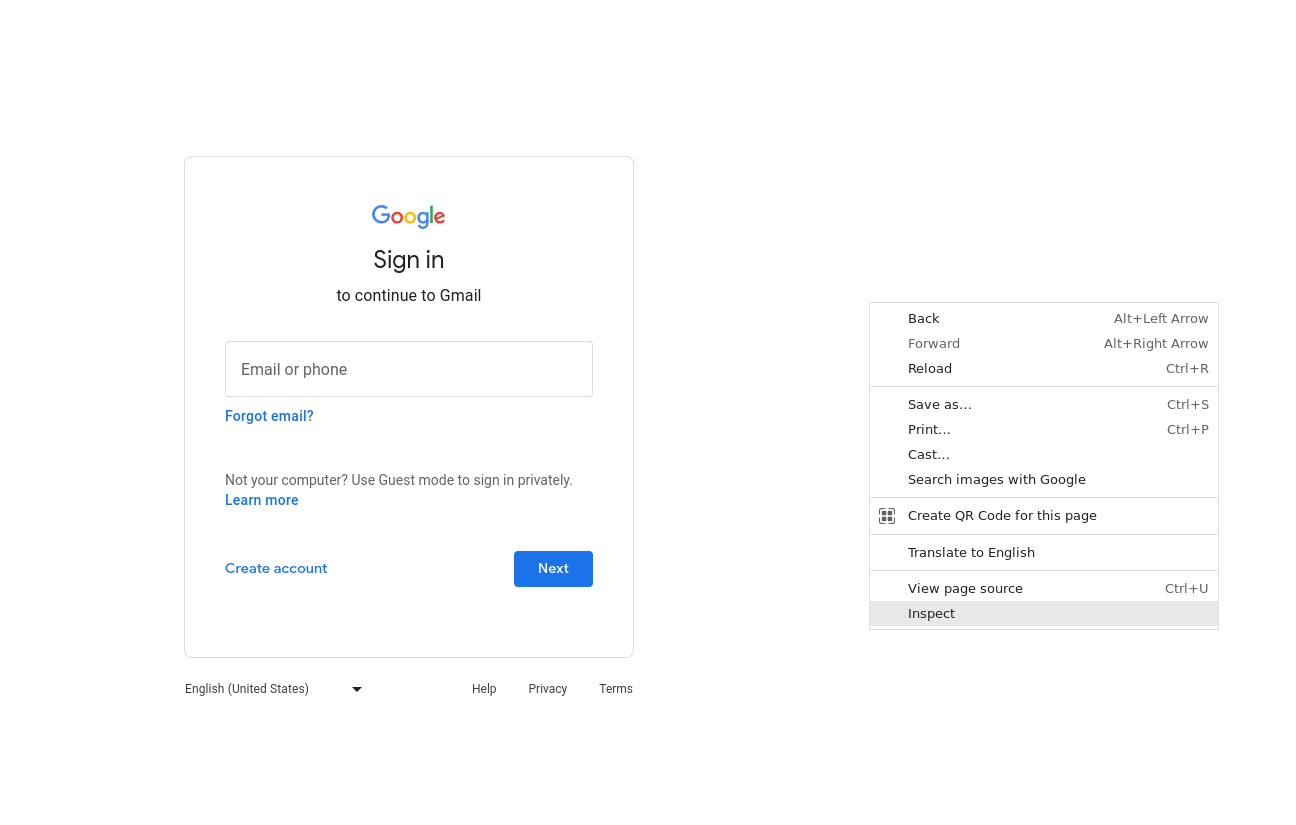 Google
Sign in
to continue to Gmail
Email or phone
Forgot email?
Not your computer? Use Guest mode to sign in privately.
Learn more
Create account
Next
English (United States)
Help
Privacy
Terms
Back Alt+Left Arrow
Forward Alt+Right Arrow
Reload Ctrl+R
Save as... Ctrl+S
Print... Ctrl+P
Cast...
Search images with Google
Create QR Code for this page
Translate to English
View page source Ctrl+U
Inspect